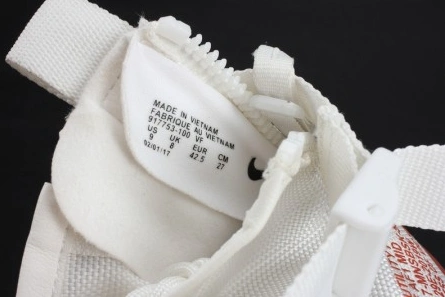 MADE IN VIETNAM
FABRIQUE AU VIETNAM
917753-100 VF
US UK EUR CM
9 8 42.5 27
02/01/17